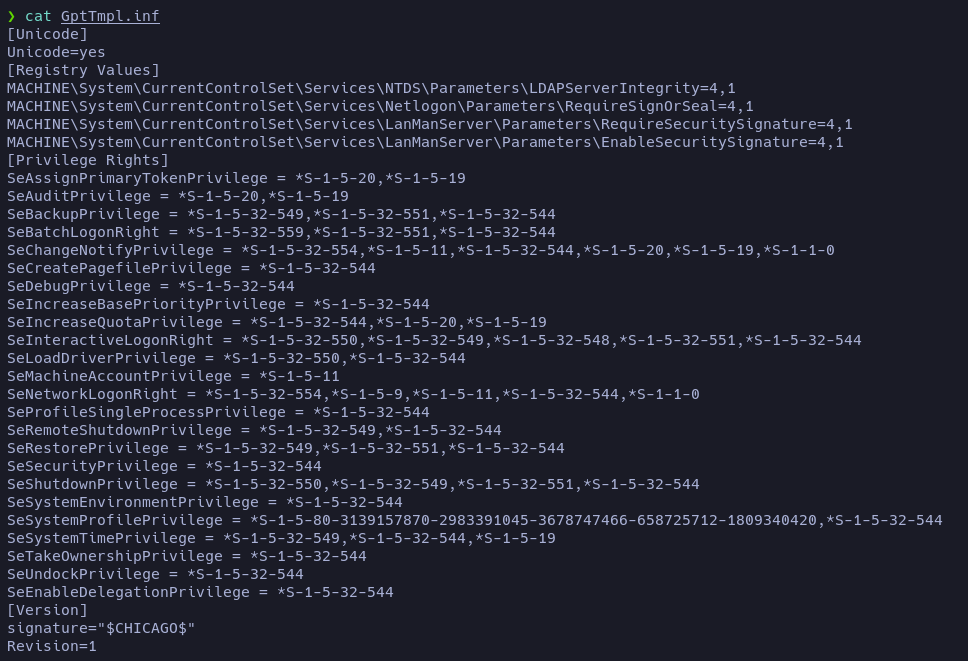 ❯ cat GptTmpl.inf
[Unicode]
Unicode=yes
[Registry Values]
MACHINE\System\CurrentControlSet\Services\NTDS\Parameters\LDAPServerIntegrity=4,1
MACHINE\System\CurrentControlSet\Services\Netlogon\Parameters\RequireSignOrSeal=4,1
MACHINE\System\CurrentControlSet\Services\LanManServer\Parameters\RequireSecuritySignature=4,1
MACHINE\System\CurrentControlSet\Services\LanManServer\Parameters\EnableSecuritySignature=4,1
[Privilege Rights]
SeAssignPrimaryTokenPrivilege = *S-1-5-20,*S-1-5-19
SeAuditPrivilege = *S-1-5-20,*S-1-5-19
SeBackupPrivilege = *S-1-5-32-549,*S-1-5-32-551,*S-1-5-32-544
SeBatchLogonRight = *S-1-5-32-559,*S-1-5-32-551,*S-1-5-32-544
SeChangeNotifyPrivilege = *S-1-5-32-554,*S-1-5-11,*S-1-5-32-544,*S-1-5-20,*S-1-5-19,*S-1-1-0
SeCreatePagefilePrivilege = *S-1-5-32-544
SeDebugPrivilege = *S-1-5-32-544
SeIncreaseBasePriorityPrivilege = *S-1-5-32-544
SeIncreaseQuotaPrivilege = *S-1-5-32-544,*S-1-5-20,*S-1-5-19
SeInteractiveLogonRight = *S-1-5-32-550,*S-1-5-32-549,*S-1-5-32-548,*S-1-5-32-551,*S-1-5-32-544
SeLoadDriverPrivilege = *S-1-5-32-550,*S-1-5-32-544
SeMachineAccountPrivilege = *S-1-5-11
SeNetworkLogonRight = *S-1-5-32-554,*S-1-5-9,*S-1-5-11,*S-1-5-32-544,*S-1-1-0
SeProfileSingleProcessPrivilege = *S-1-5-32-544
SeRemoteShutdownPrivilege = *S-1-5-32-549,*S-1-5-32-544
SeRestorePrivilege = *S-1-5-32-549,*S-1-5-32-551,*S-1-5-32-544
SeSecurityPrivilege = *S-1-5-32-544
SeShutdownPrivilege = *S-1-5-32-550,*S-1-5-32-549,*S-1-5-32-551,*S-1-5-32-544
SeSystemEnvironmentPrivilege = *S-1-5-32-544
SeSystemProfilePrivilege = *S-1-5-80-3139157870-2983391045-3678747466-658725712-1809340420,*S-1-5-32-544
SeSystemTimePrivilege = *S-1-5-32-549,*S-1-5-32-544,*S-1-5-19
SeTakeOwnershipPrivilege = *S-1-5-32-544
SeUndockPrivilege = *S-1-5-32-544
SeEnableDelegationPrivilege = *S-1-5-32-544
[Version]
signature="$CHICAGO$"
Revision=1